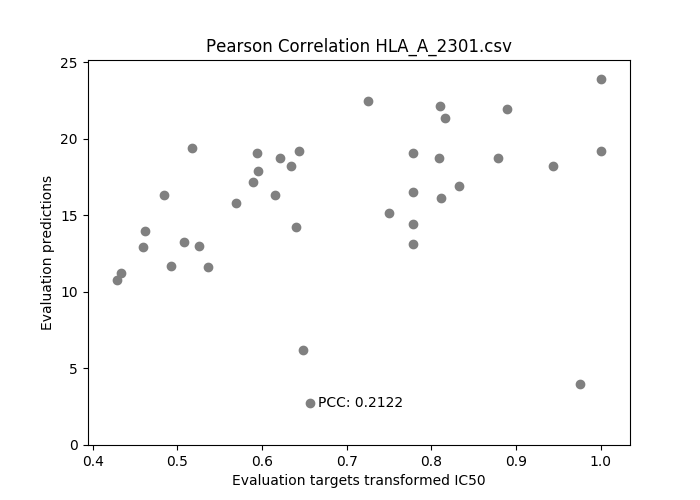 Pearson Correlation HLA_A_2301.csv
25
20
15
10
5
0
Evaluation predictions
PCC: 0.2122
0.4 0.5 0.6 0.7 0.8 0.9 1.0
Evaluation targets transformed IC50